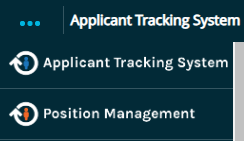 Applicant Tracking System
Applicant Tracking System
Position Management